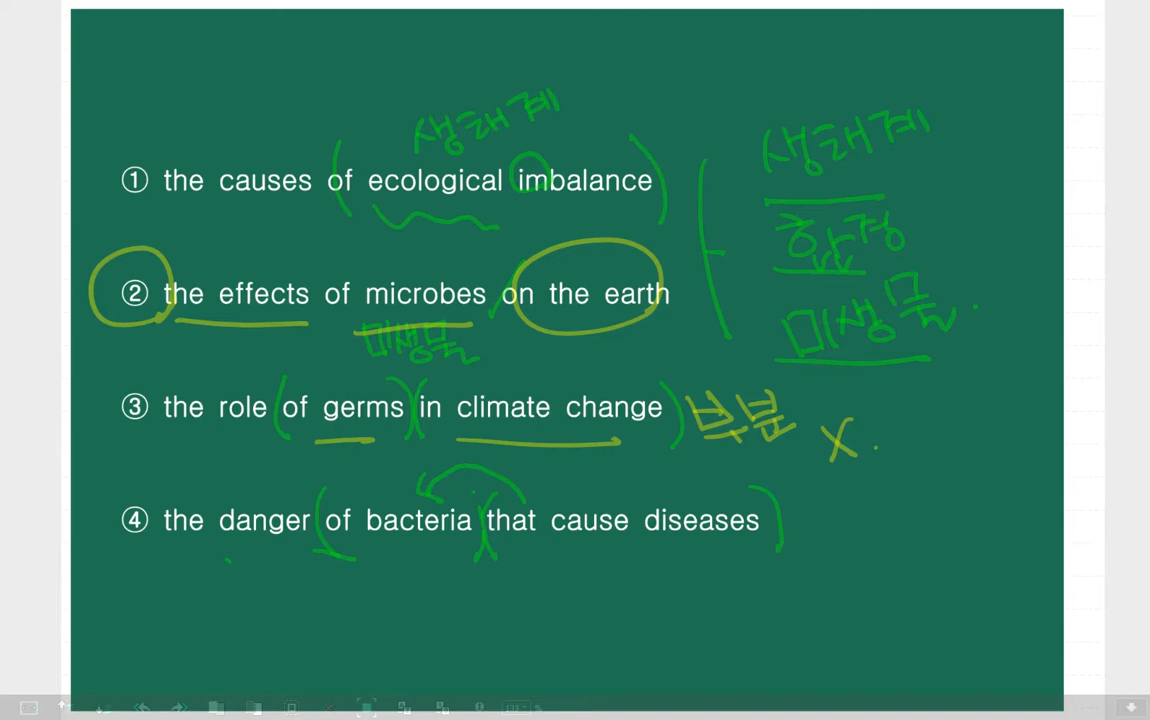 생태계
① the causes of ecological imbalance
생태계
환경
② the effects of microbes on the earth
미생물
미생물
③ the role of germs in climate change
부분 X
④ the danger of bacteria that cause diseases
133 %